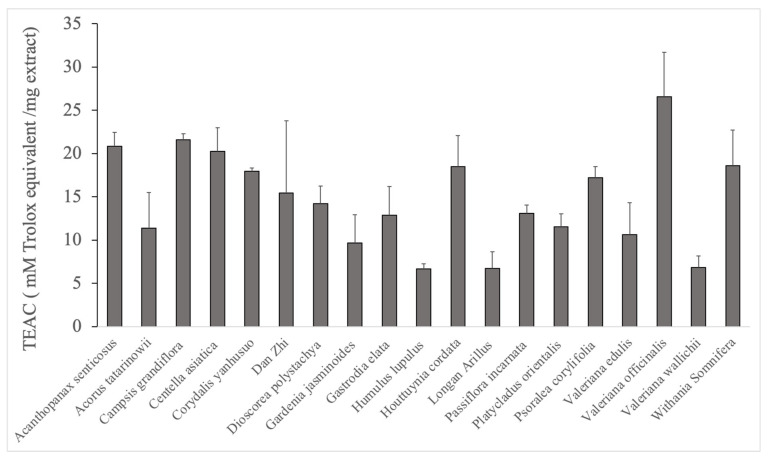 TEAC ( mM Trolox equivalent /mg extract)
40
35
30
25
20
15
10
5
0
Acanthopanax senticosus
Acorus tatarinowii
Campsis grandiflora
Centella asiatica
Corydalis yanhusuo
Dan Zhi
Dioscorea polystachya
Gardenia jasminoides
Gastrodia elata
Humulus lupulus
Houttuynia cordata
Longan Arillus
Passiflora incarnata
Platycladus orientalis
Psoralea corylifolia
Valeriana edulis
Valeriana officinalis
Valeriana wallichii
Withania Somnifera